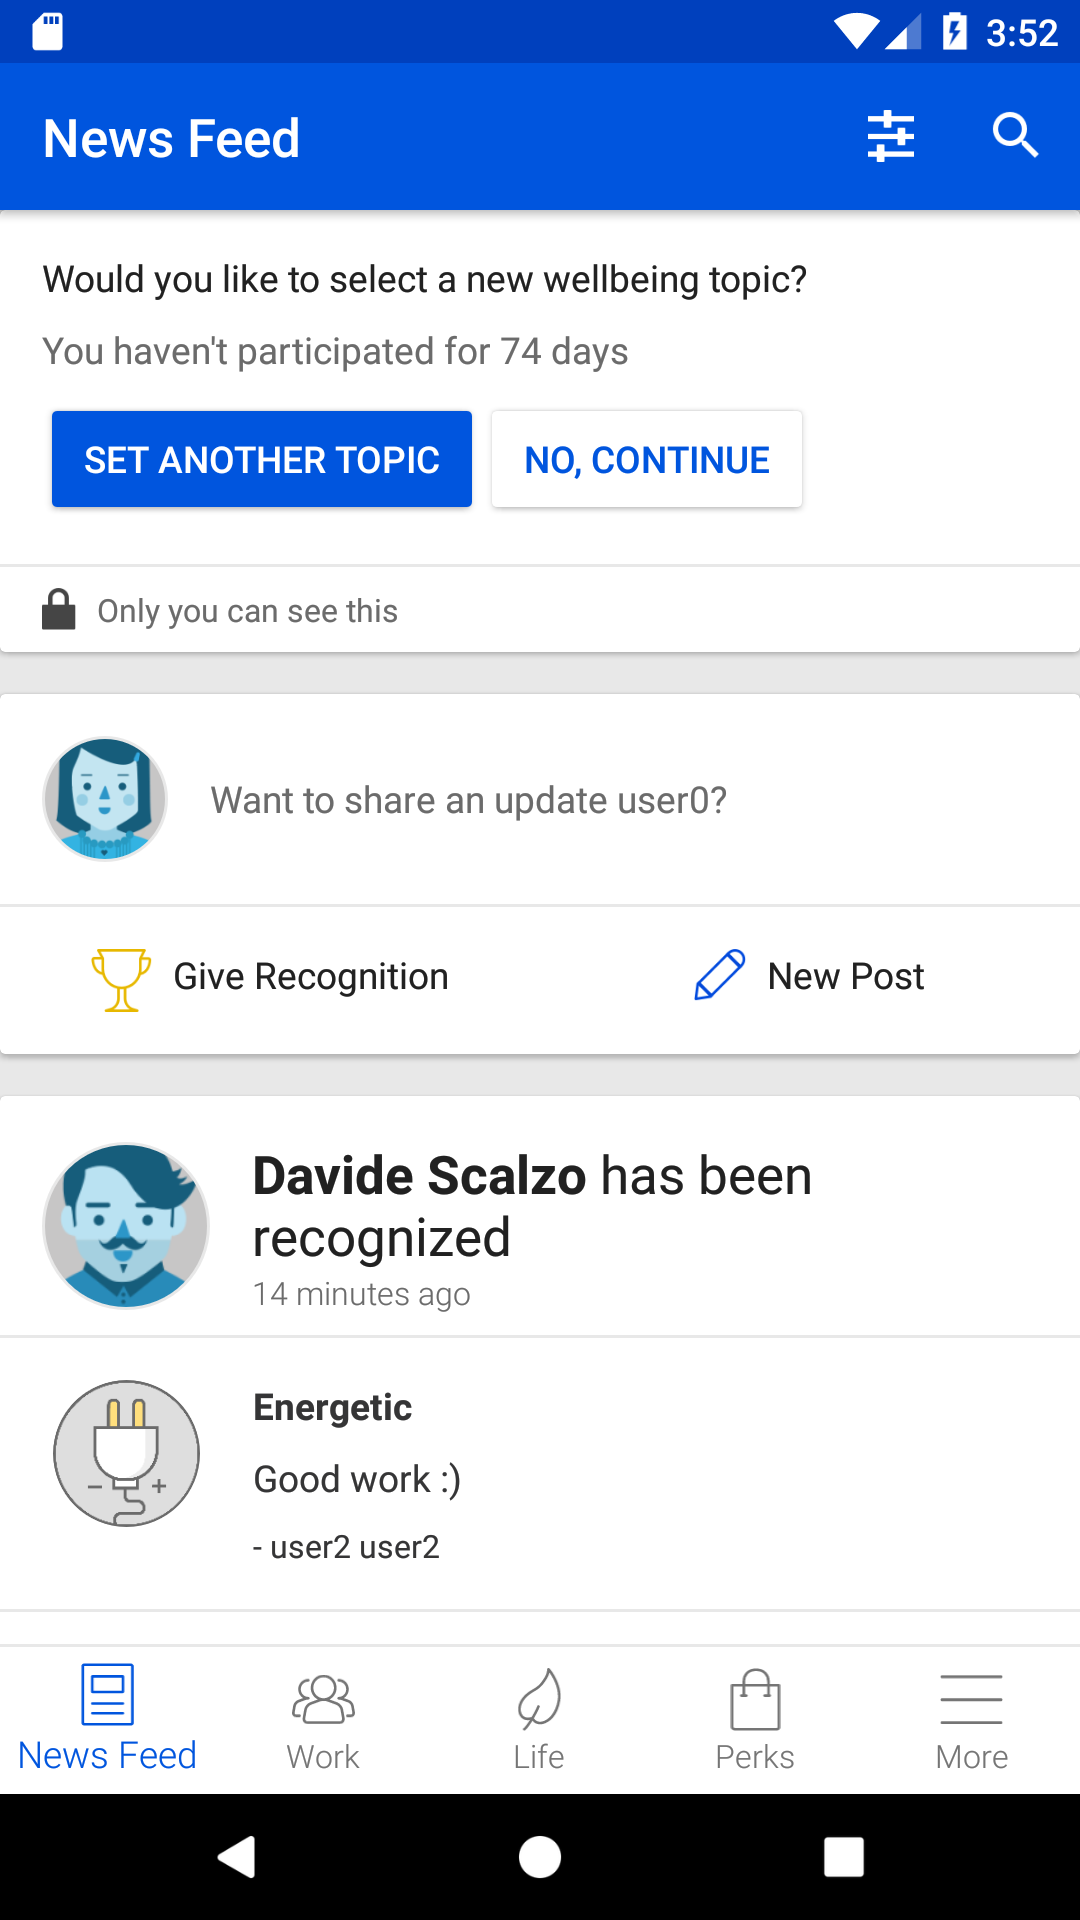 3:52
News Feed
Would you like to select a new wellbeing topic?
You haven't participated for 74 days
SET ANOTHER TOPIC
NO, CONTINUE
Only you can see this
Want to share an update user0?
Give Recognition
New Post
Davide Scalzo has been
recognized
14 minutes ago
Energetic
Good work :)
- user2 user2
News Feed
Work
Life
Perks
More